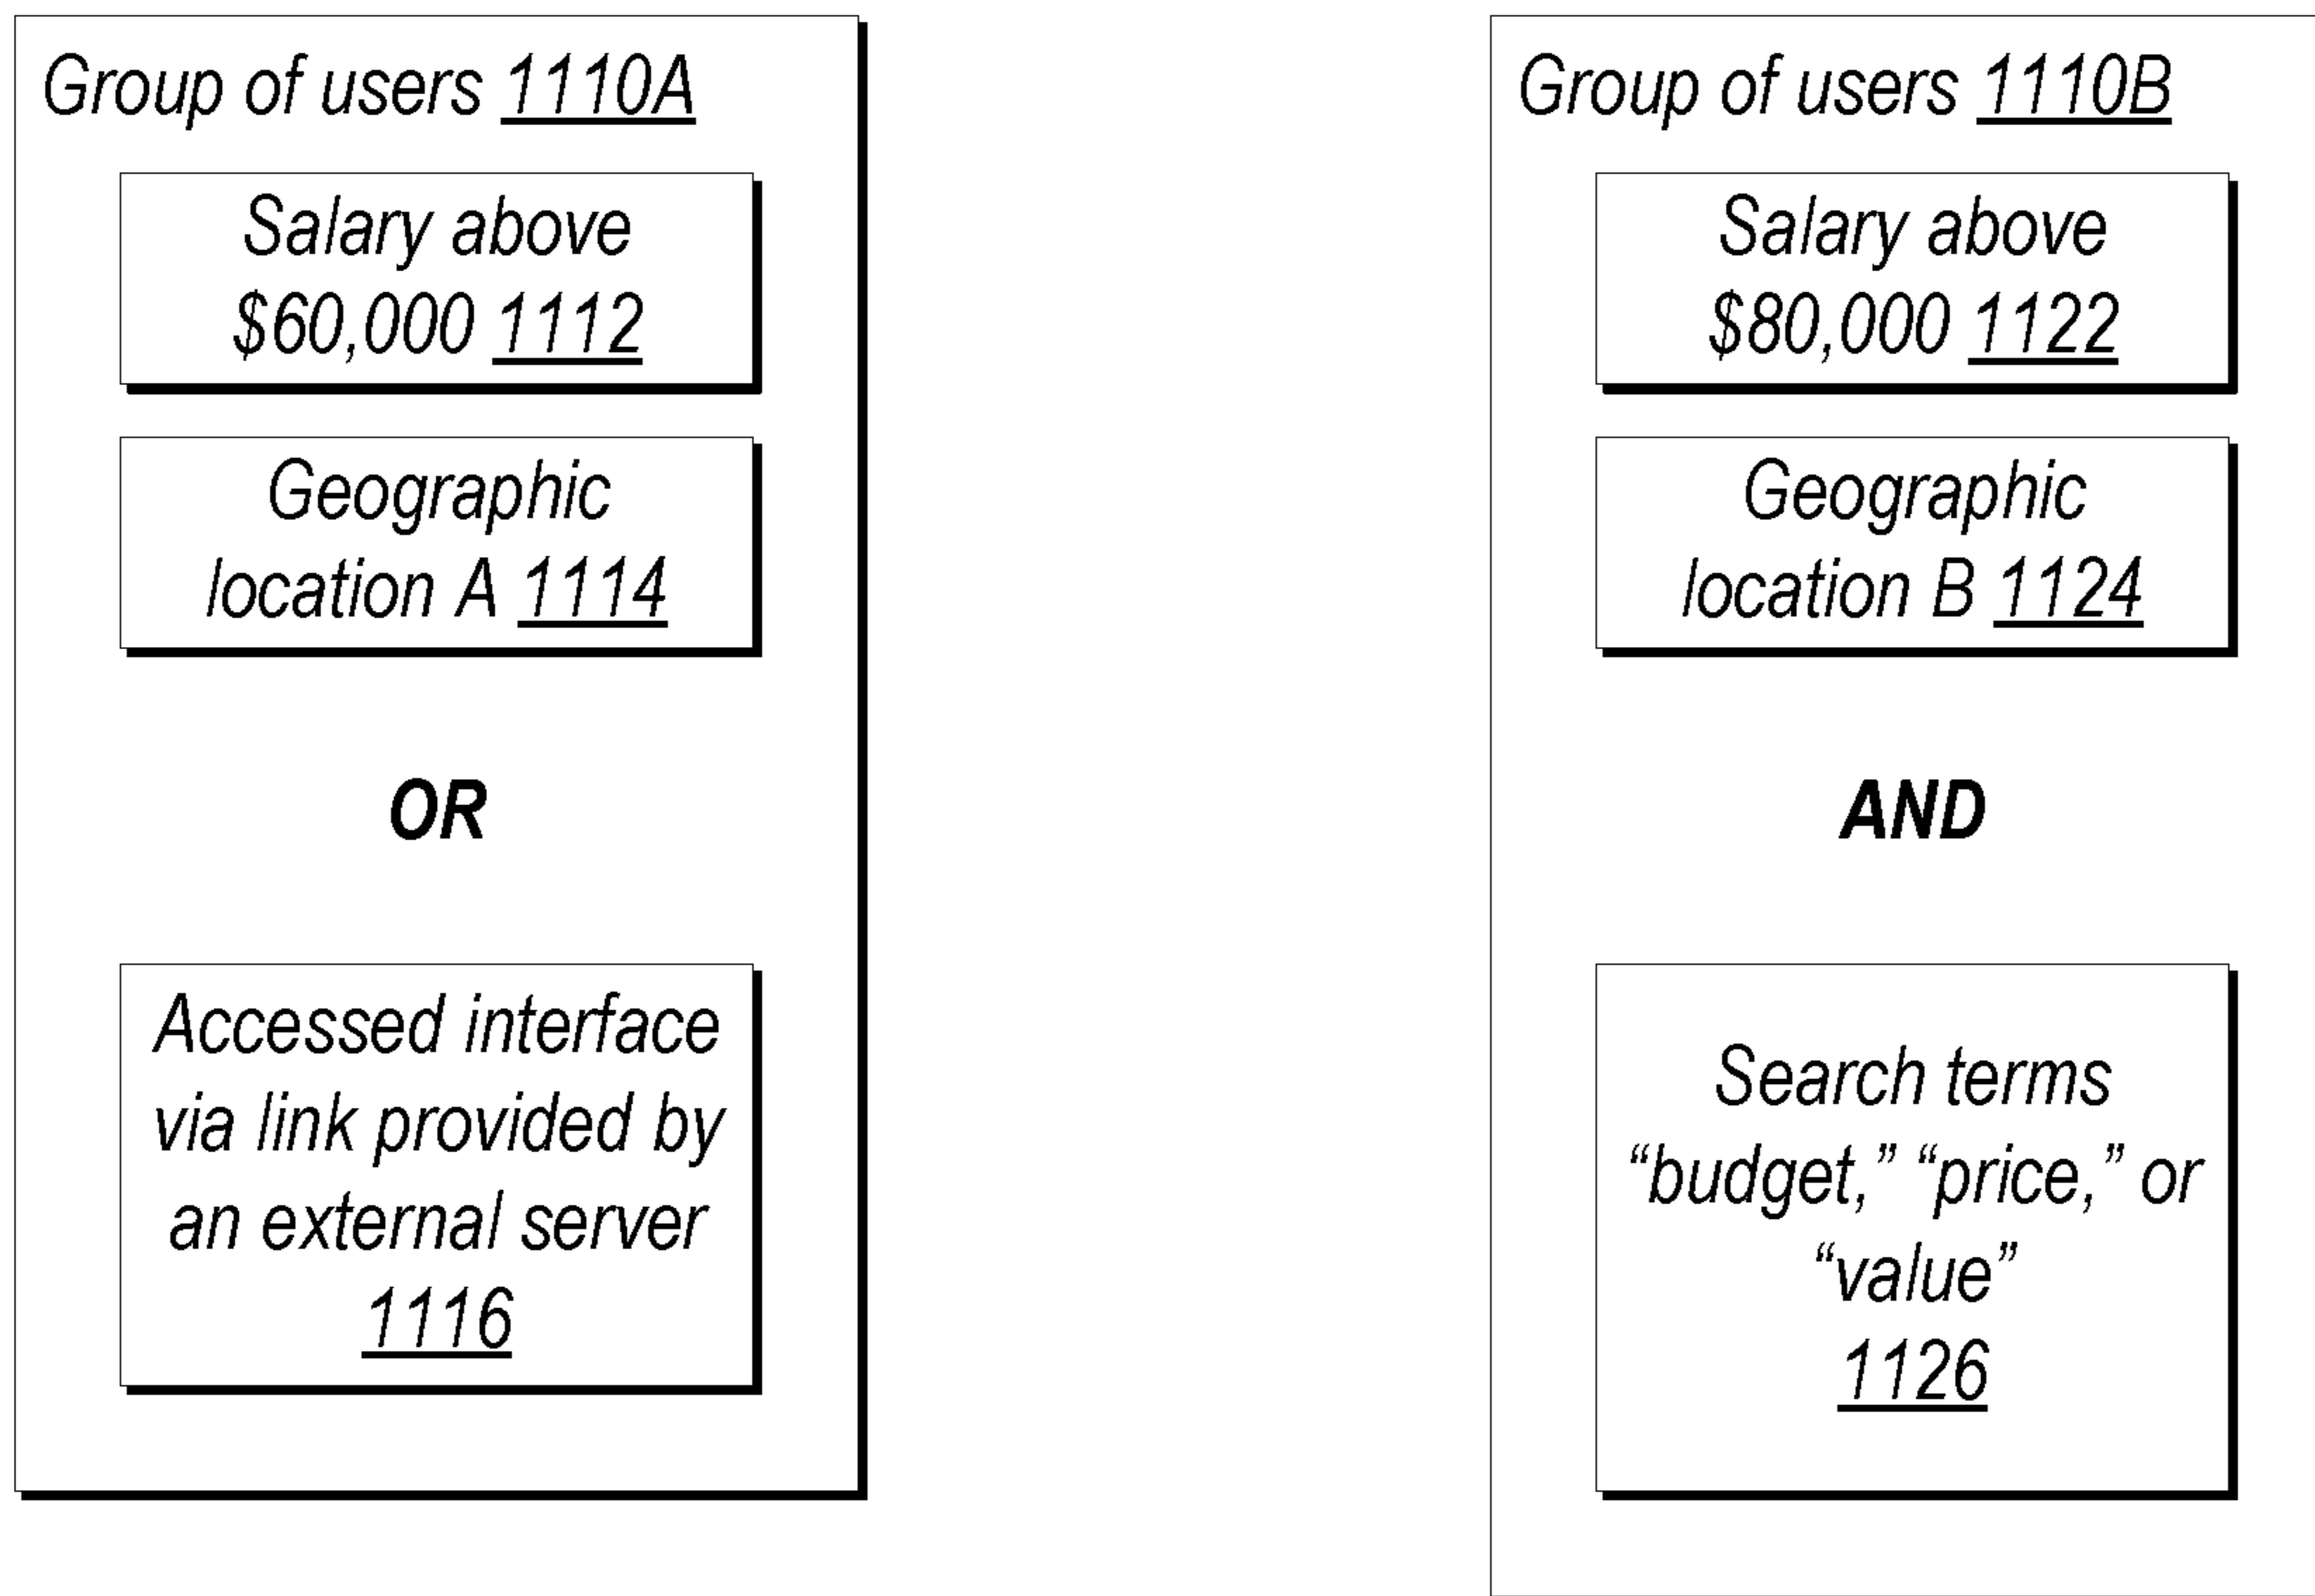 Group of users 1110A
Salary above
$60,000 1112
Geographic
location A 1114
OR
Accessed interface
via link provided by
an external server
1116
Group of users 1110B
Salary above
$80,000 1122
Geographic
location B 1124
AND
Search terms
“budget,” “price,” or
“value”
1126